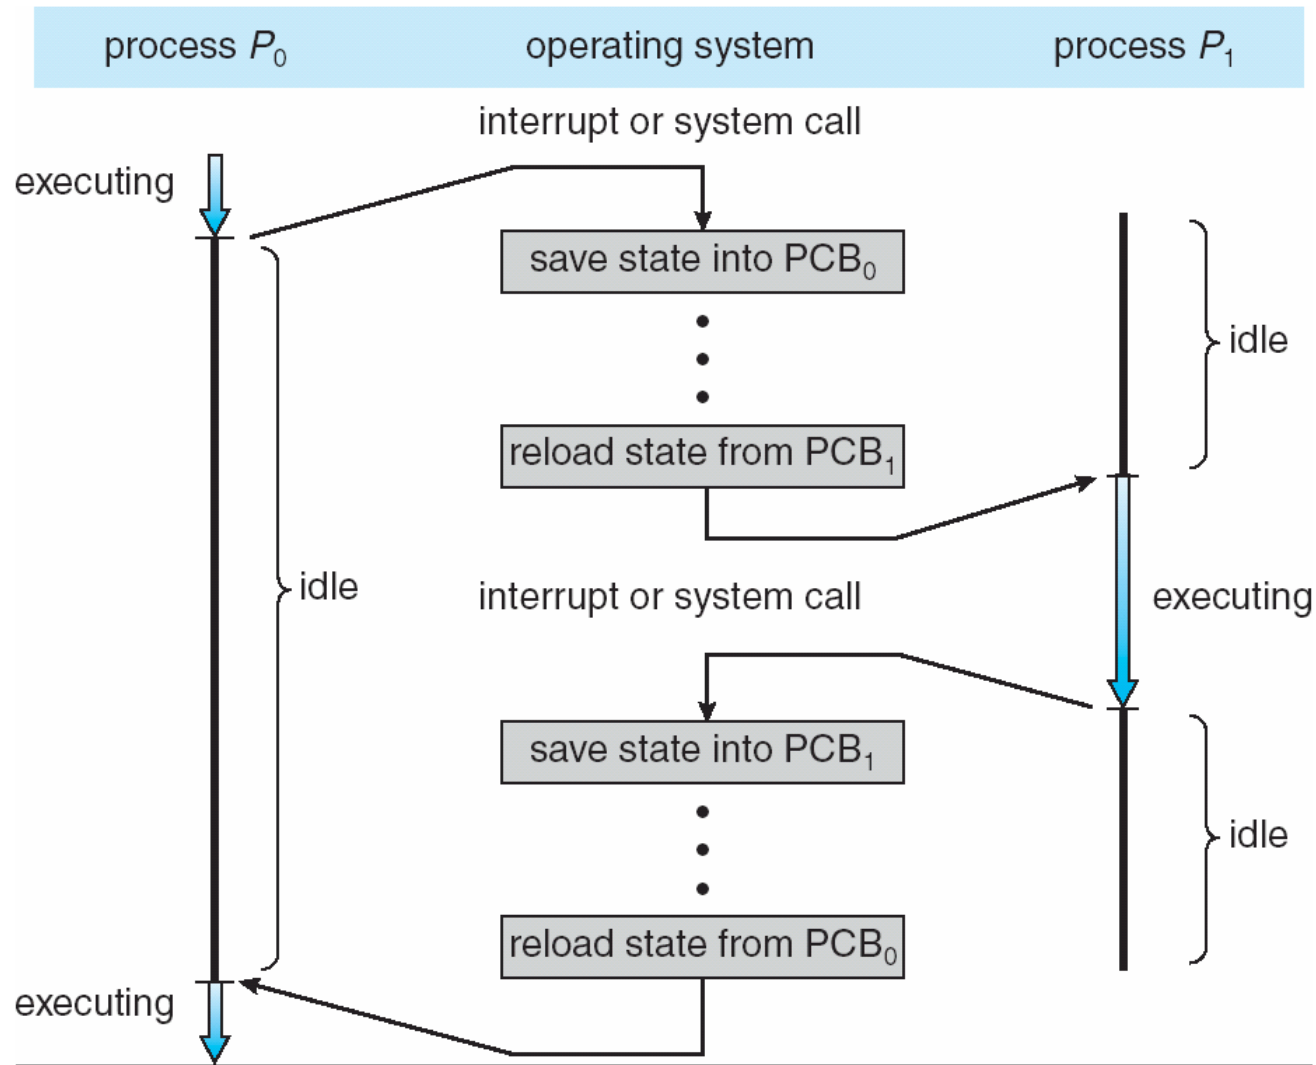 process P₀ operating system process P₁
interrupt or system call
executing
save state into PCB₀
idle
reload state from PCB₁
idle
interrupt or system call
executing
save state into PCB₁
idle
reload state from PCB₀
executing